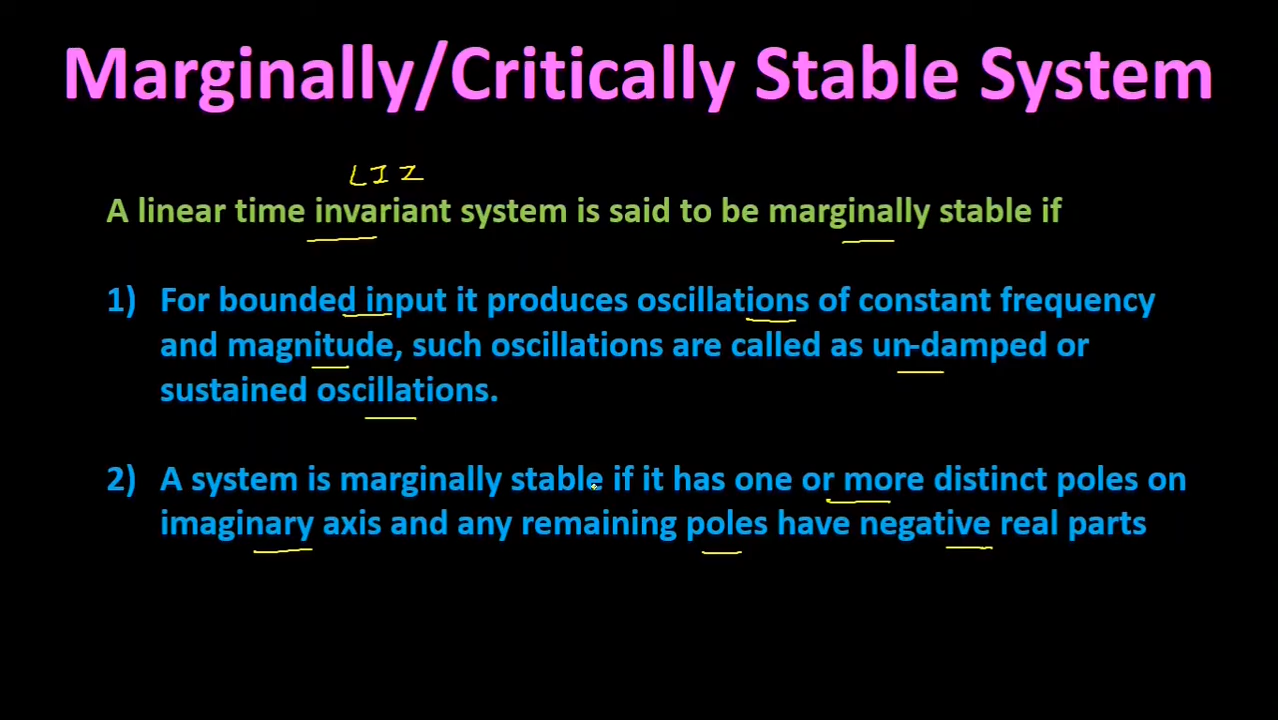 Marginally/Critically Stable System
LIZ
A linear time invariant system is said to be marginally stable if
1) For bounded input it produces oscillations of constant frequency
and magnitude, such oscillations are called as un-damped or
sustained oscillations.
2) A system is marginally stable if it has one or more distinct poles on
imaginary axis and any remaining poles have negative real parts